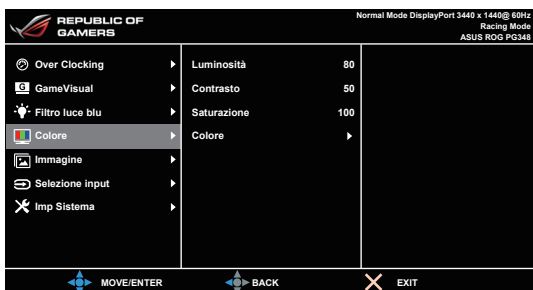 REPUBLIC OF
GAMERS
Normal Mode DisplayPort 3440 x 1440@ 60Hz
Racing Mode
ASUS ROG PG348
Over Clocking
G GameVisual
Filtro luce blu
Colore
Immagine
Selezione input
Imp Sistema
Luminosità 80
Contrasto 50
Saturazione 100
Colore
MOVE/ENTER
BACK
EXIT